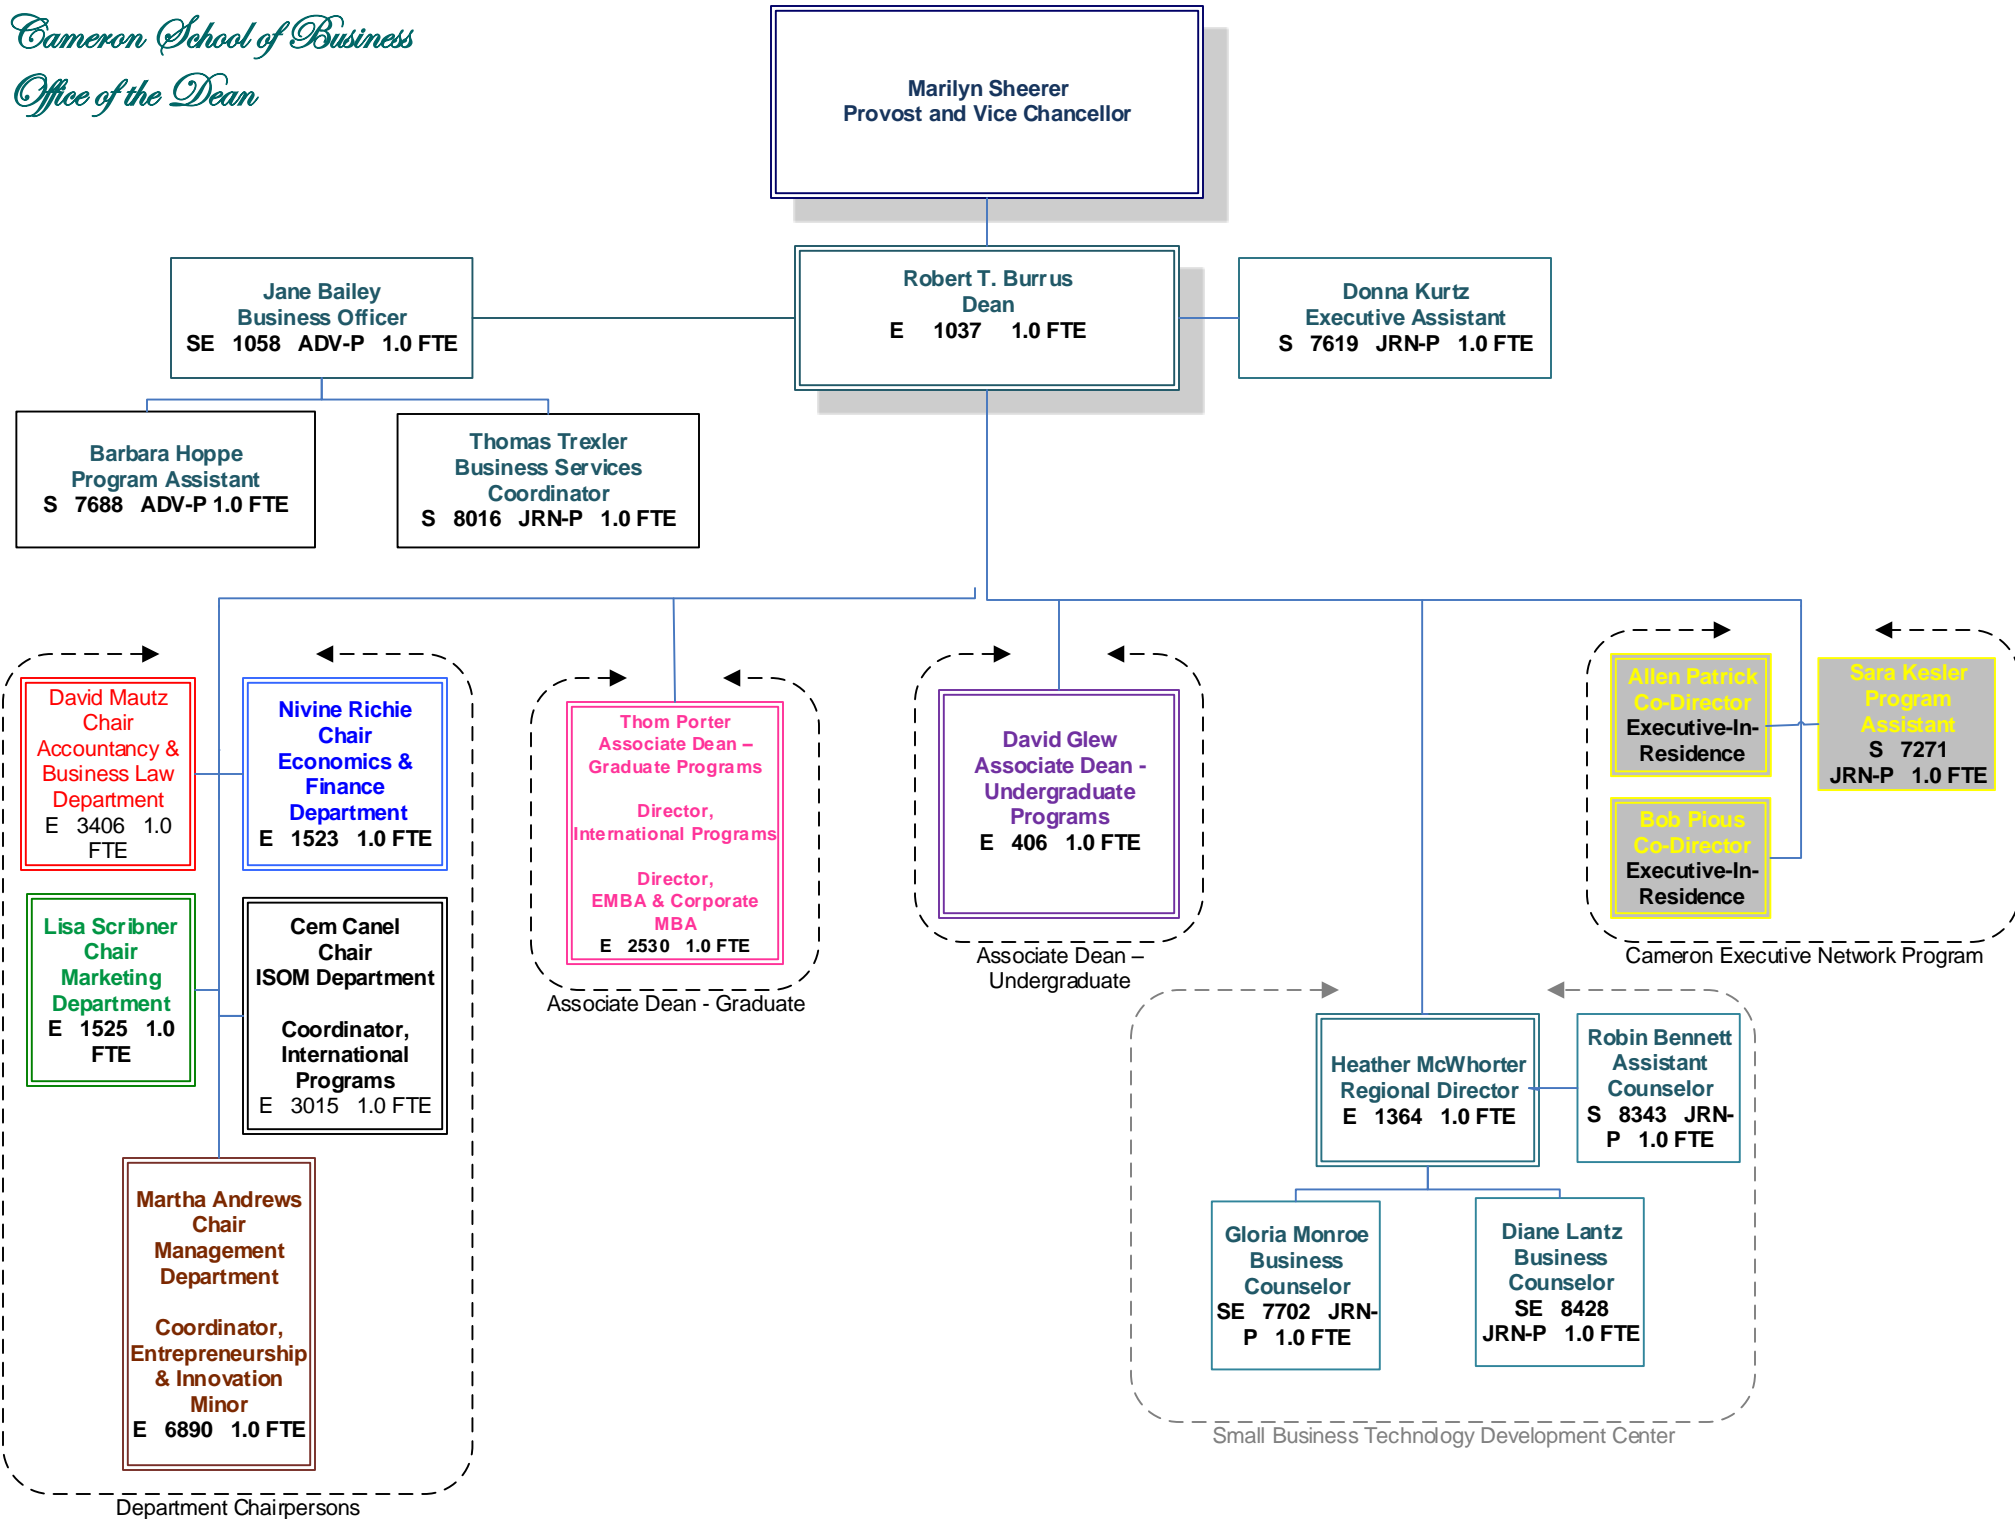 Cameron School of Business
Office of the Dean
Marilyn Sheerer
Provost and Vice Chancellor
Jane Bailey
Business Officer
SE 1058 ADV-P 1.0 FTE
Robert T. Burrus
Dean
E 1037 1.0 FTE
Donna Kurtz
Executive Assistant
S 7619 JRN-P 1.0 FTE
Barbara Hoppe
Program Assistant
S 7688 ADV-P 1.0 FTE
Thomas Trexler
Business Services
Coordinator
S 8016 JRN-P 1.0 FTE
David Mautz
Chair
Accountancy &
Business Law
Department
E 3406 1.0
FTE
Nivine Richie
Chair
Economics &
Finance
Department
E 1523 1.0 FTE
Lisa Scribner
Chair
Marketing
Department
E 1525 1.0
FTE
Cem Canel
Chair
ISOM Department
Coordinator,
International
Programs
E 3015 1.0 FTE
Martha Andrews
Chair
Management
Department
Coordinator,
Entrepreneurship
& Innovation
Minor
E 6890 1.0 FTE
Department Chairpersons
Thom Porter
Associate Dean –
Graduate Programs
Director,
International Programs
Director,
EMBA & Corporate
MBA
E 2530 1.0 FTE
Associate Dean - Graduate
David Glew
Associate Dean -
Undergraduate
Programs
E 406 1.0 FTE
Associate Dean –
Undergraduate
Allen Patrick
Co-Director
Executive-In-
Residence
Sara Kesler
Program
Assistant
S 7271
JRN-P 1.0 FTE
Bob Pious
Co-Director
Executive-In-
Residence
Cameron Executive Network Program
Heather McWhorter
Regional Director
E 1364 1.0 FTE
Robin Bennett
Assistant
Counselor
S 8343 JRN-
P 1.0 FTE
Gloria Monroe
Business
Counselor
SE 7702 JRN-
P 1.0 FTE
Diane Lantz
Business
Counselor
SE 8428
JRN-P 1.0 FTE
Small Business Technology Development Center